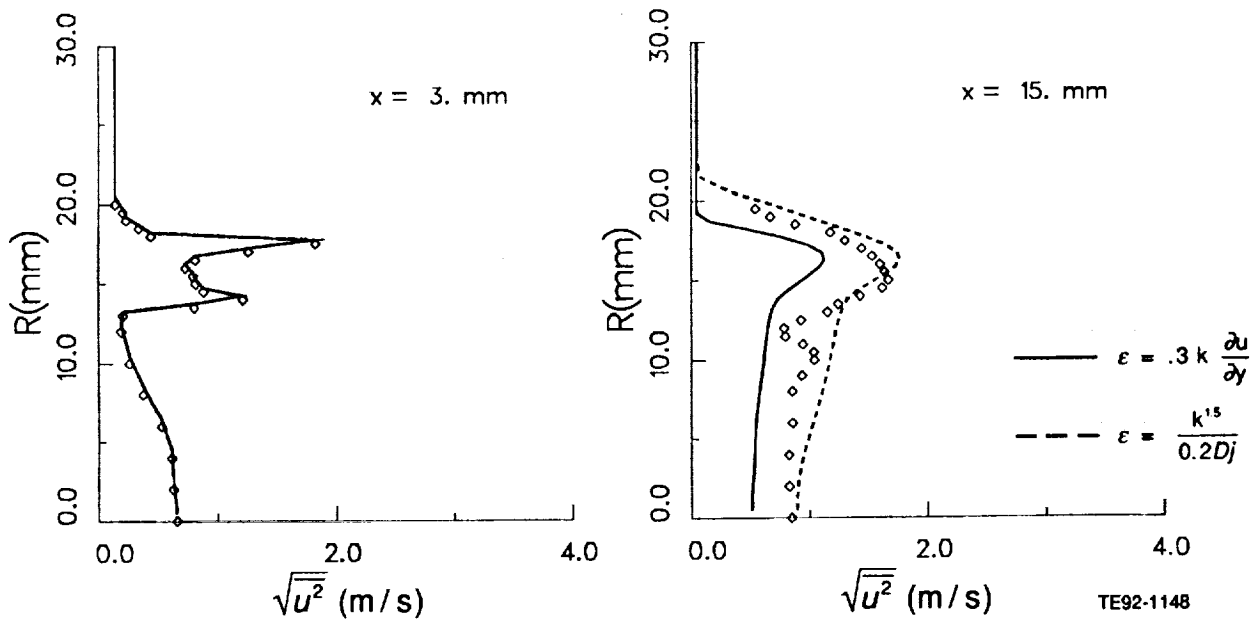 x = 3. mm
30.0
20.0
10.0
0.0
R(mm)
0.0
2.0
4.0
√u² (m/s)
x = 15. mm
30.0
20.0
10.0
0.0
R(mm)
0.0
2.0
4.0
√u² (m/s)
ε = .3 k ∂u/∂y
ε = k^1.5/0.2Dj
TE92-1148